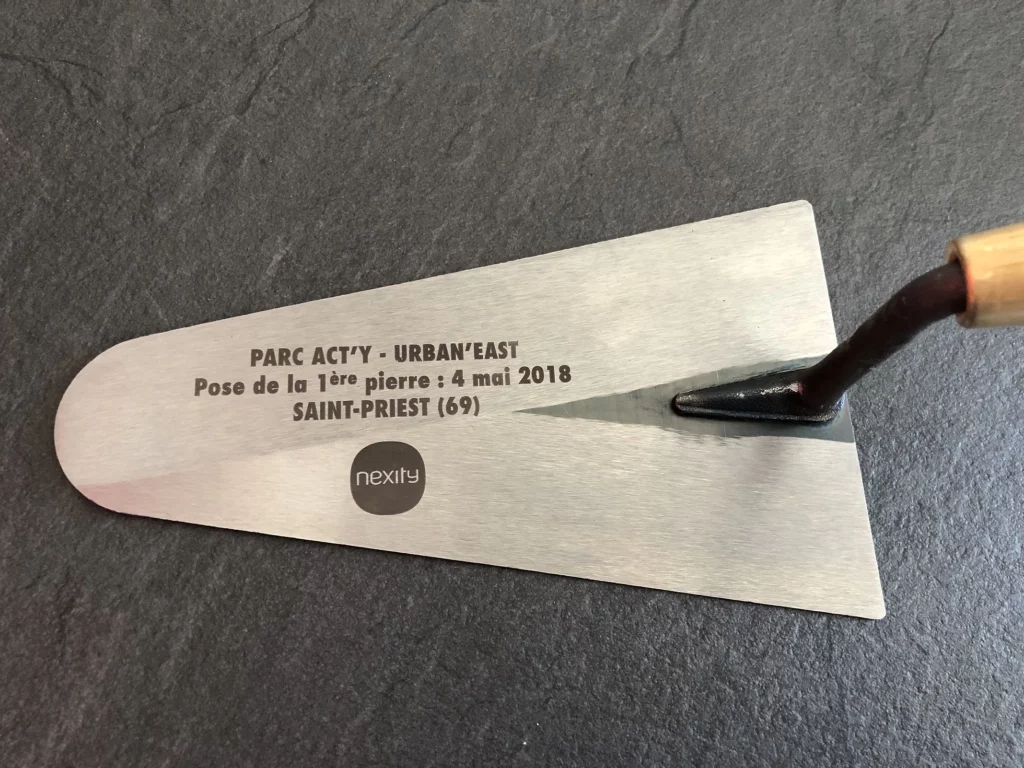 PARC ACT'Y - URBAN'EAST
Pose de la 1ère pierre : 4 mai 2018
SAINT-PRIEST (69)
nexity